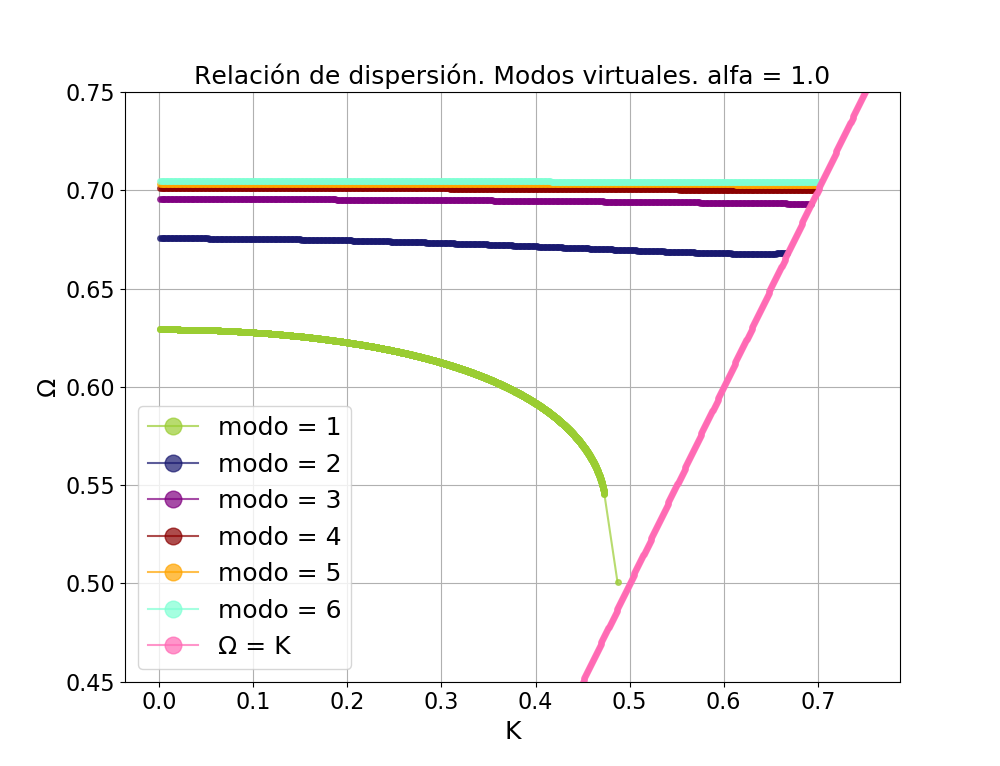 Relación de dispersión. Modos virtuales. alfa = 1.0
0.75
0.70
0.65
0.60
0.55
0.50
0.45
Ω
modo = 1
modo = 2
modo = 3
modo = 4
modo = 5
modo = 6
Ω = K
0.0 0.1 0.2 0.3 0.4 0.5 0.6 0.7
K